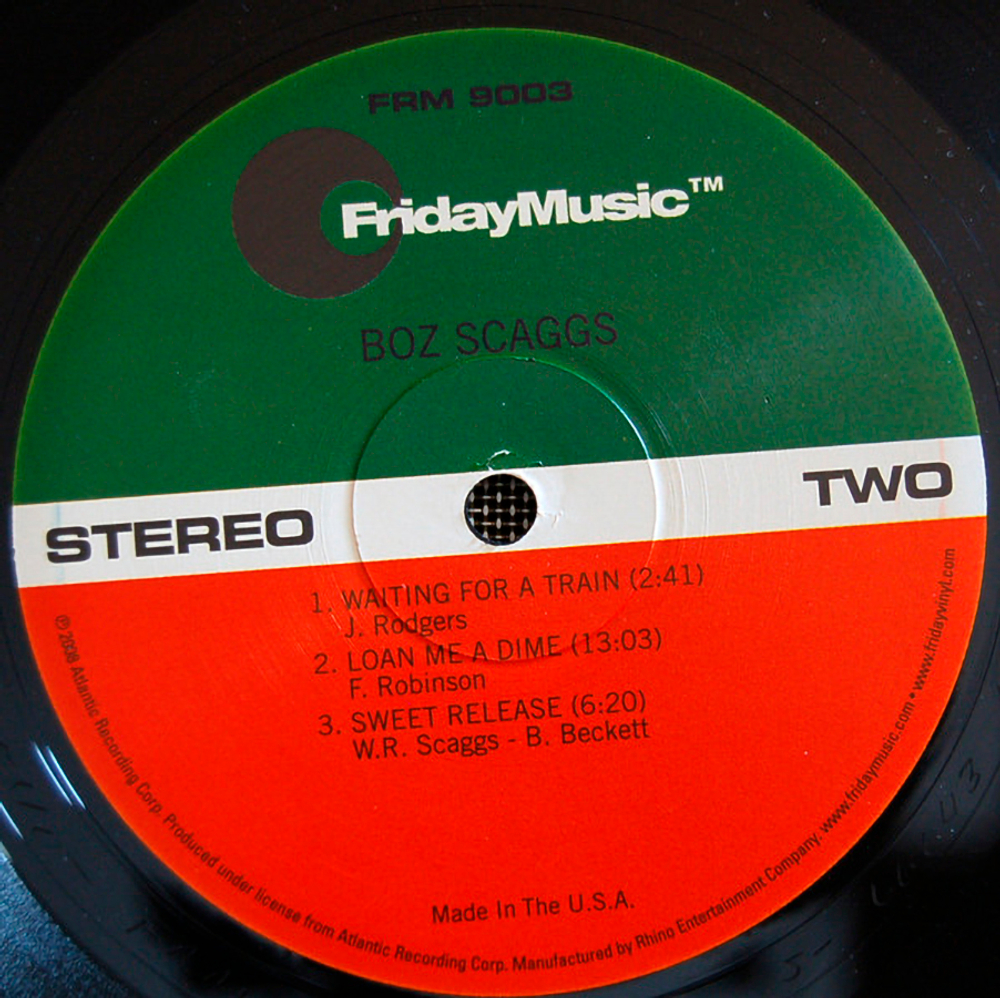 FRM 9003
FridayMusic™
BOZ SCAGGS
STEREO
TWO
1. WAITING FOR A TRAIN (2:41)
J. Rodgers
2. LOAN ME A DIME (13:03)
F. Robinson
3. SWEET RELEASE (6:20)
W.R. Scaggs - B. Beckett
Made In The U.S.A.
℗ 2008 Atlantic Recording Corp. Produced under license from Atlantic Recording Corp. Manufactured by Rhino Entertainment Company. www.fridaymusic.com • www.fridayvinyl.com